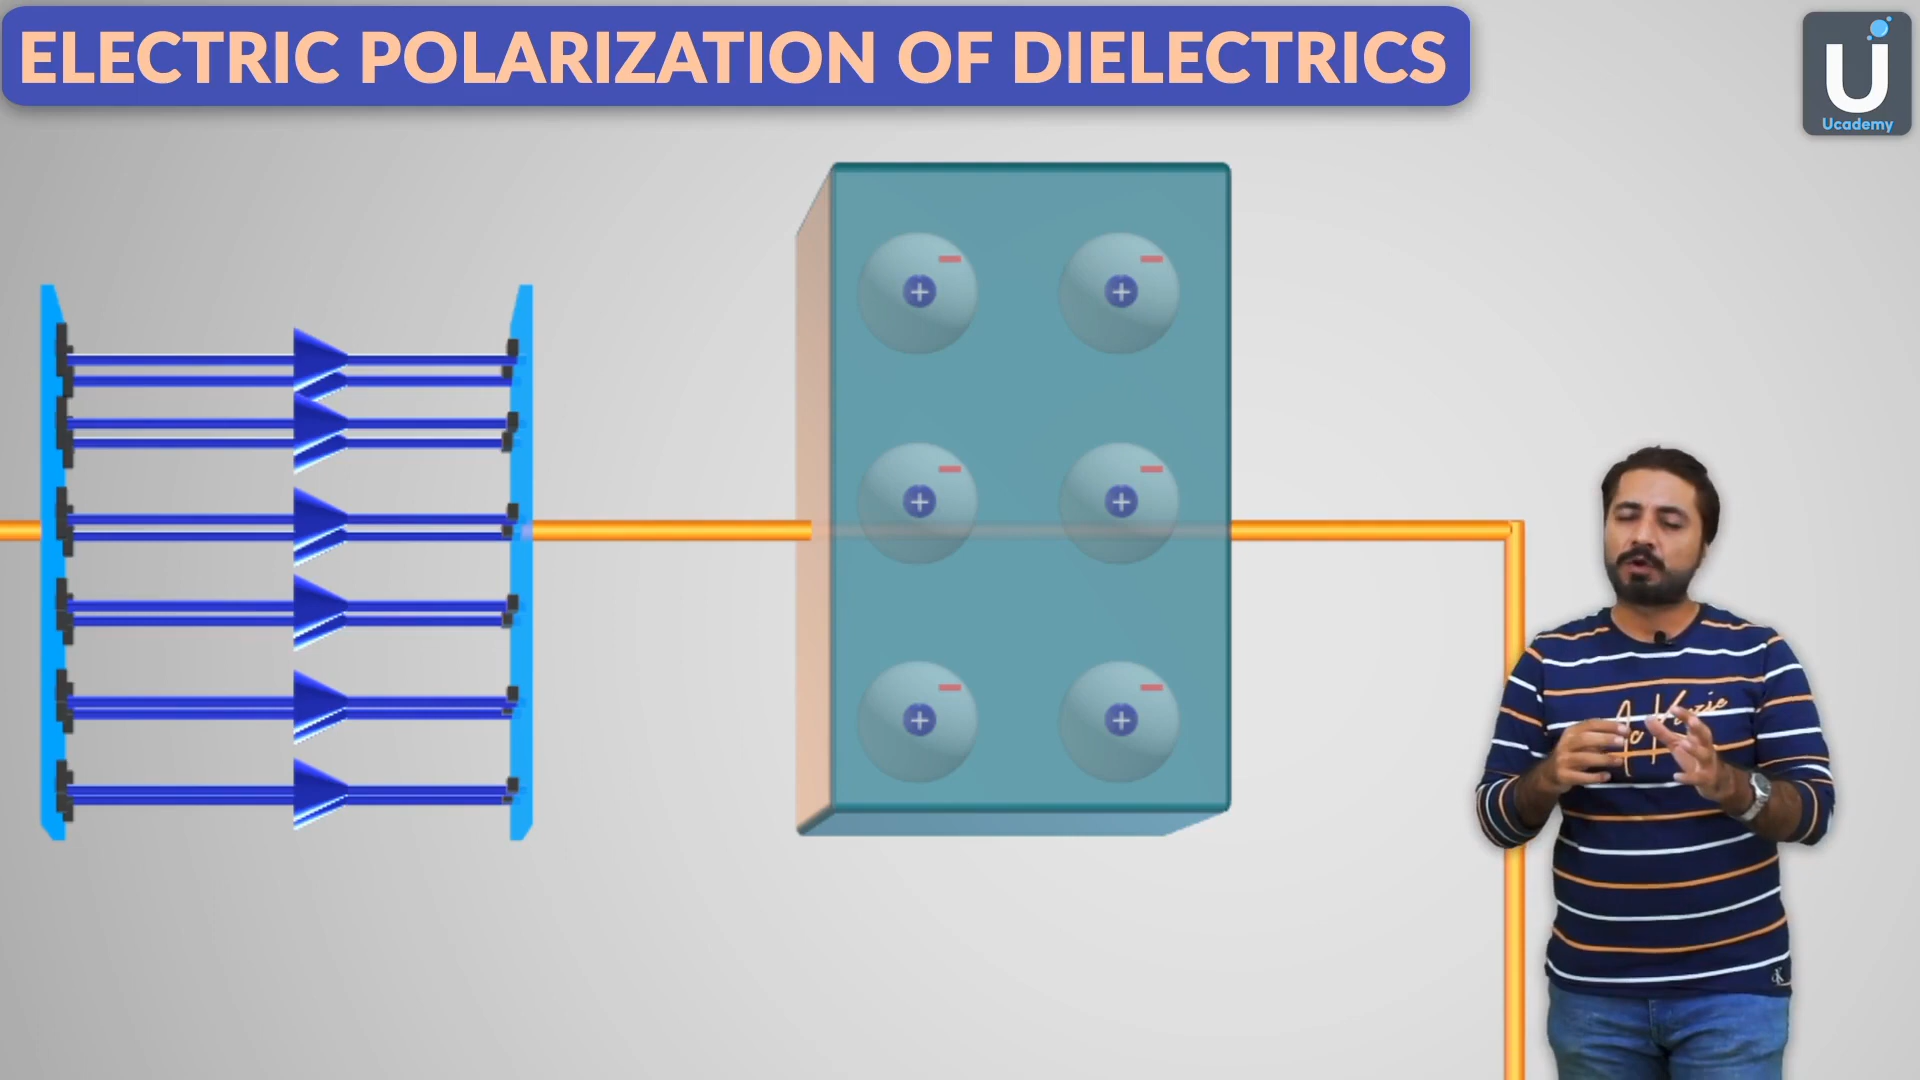 ELECTRIC POLARIZATION OF DIELECTRICS
U
Ucademy
+ +
+ +
+ +